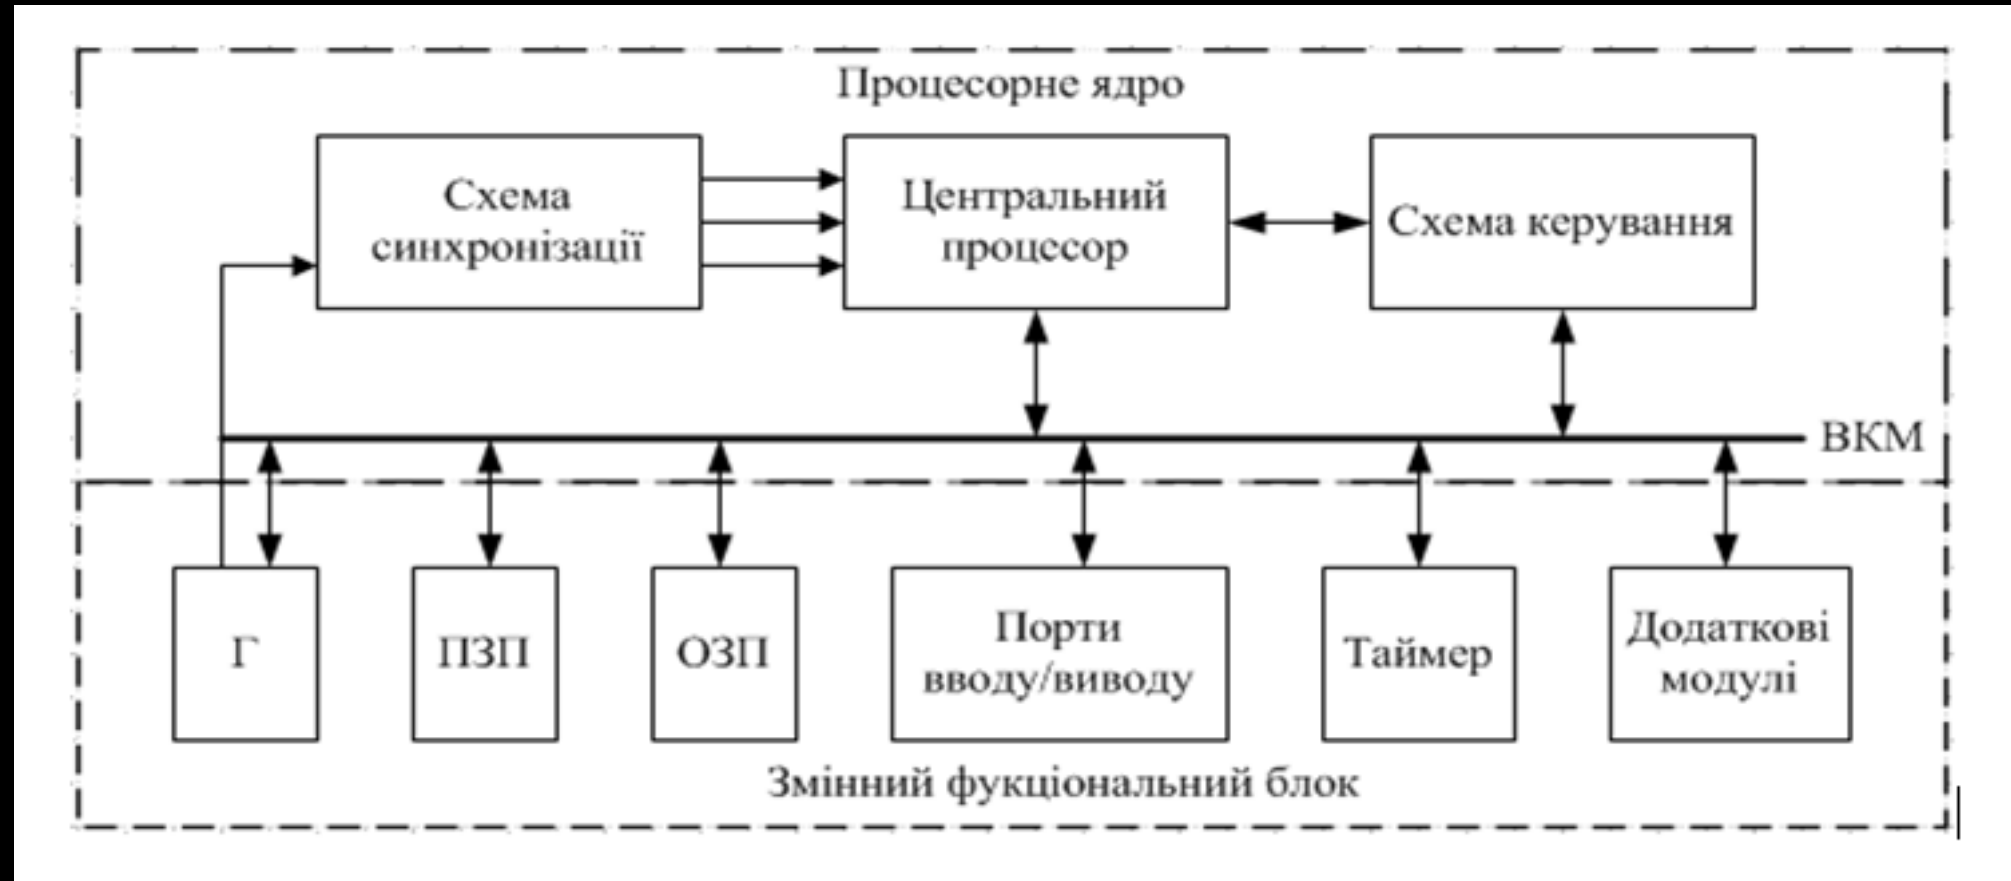 Процесорне ядро
Схема
синхронізації
Центральний
процесор
Схема керування
ВКМ
Г
ПЗП
ОЗП
Порти
вводу/виводу
Таймер
Додаткові
модулі
Змінний фукціональний блок